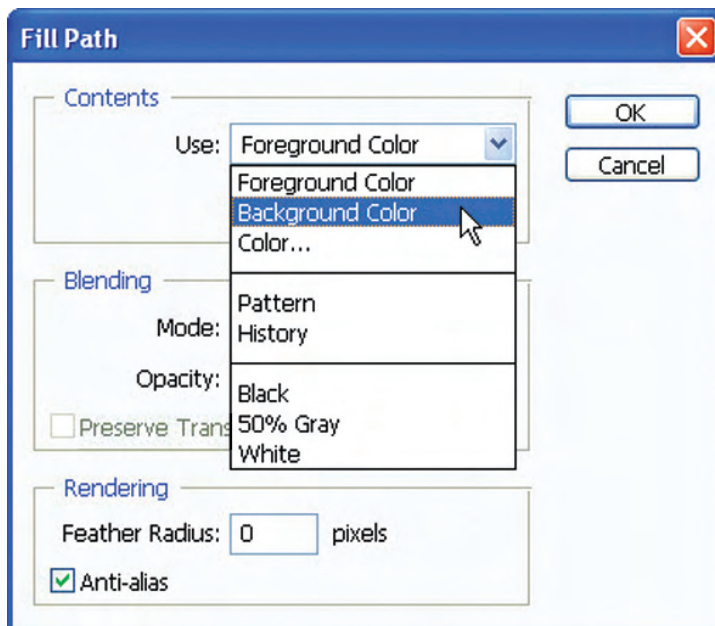 Fill Path
Contents
OK
Use: Foreground Color
Cancel
Foreground Color
Background Color
Color...
Blending
Pattern
Mode:
History
Opacity:
Black
Preserve Trans
50% Gray
White
Rendering
Feather Radius: 0 pixels
Anti-alias